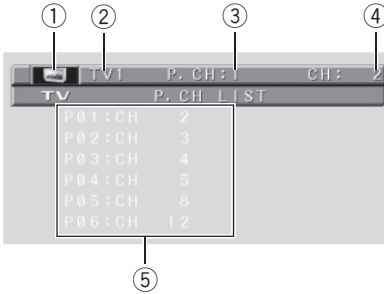 ① ② ③ ④
TV1 P. CH:1 CH: 2
TV P. CH LIST
P01:CH 2
P02:CH 3
P03:CH 4
P04:CH 5
P05:CH 8
P06:CH 12
⑤